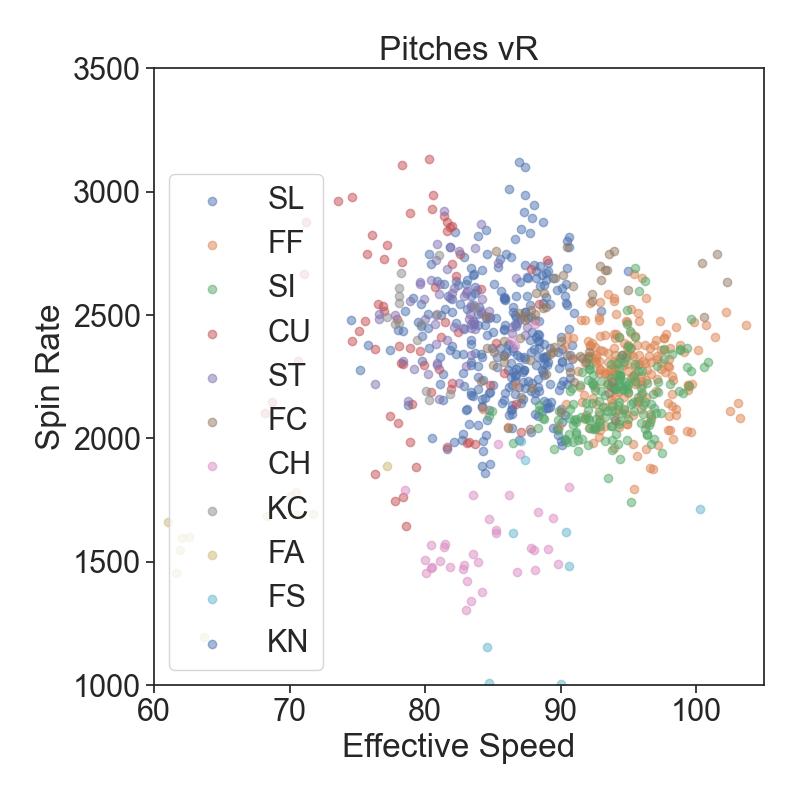 Pitches vR
3500
3000
2500
2000
1500
1000
Spin Rate
SL
FF
SI
CU
ST
FC
CH
KC
FA
FS
KN
60 70 80 90 100
Effective Speed